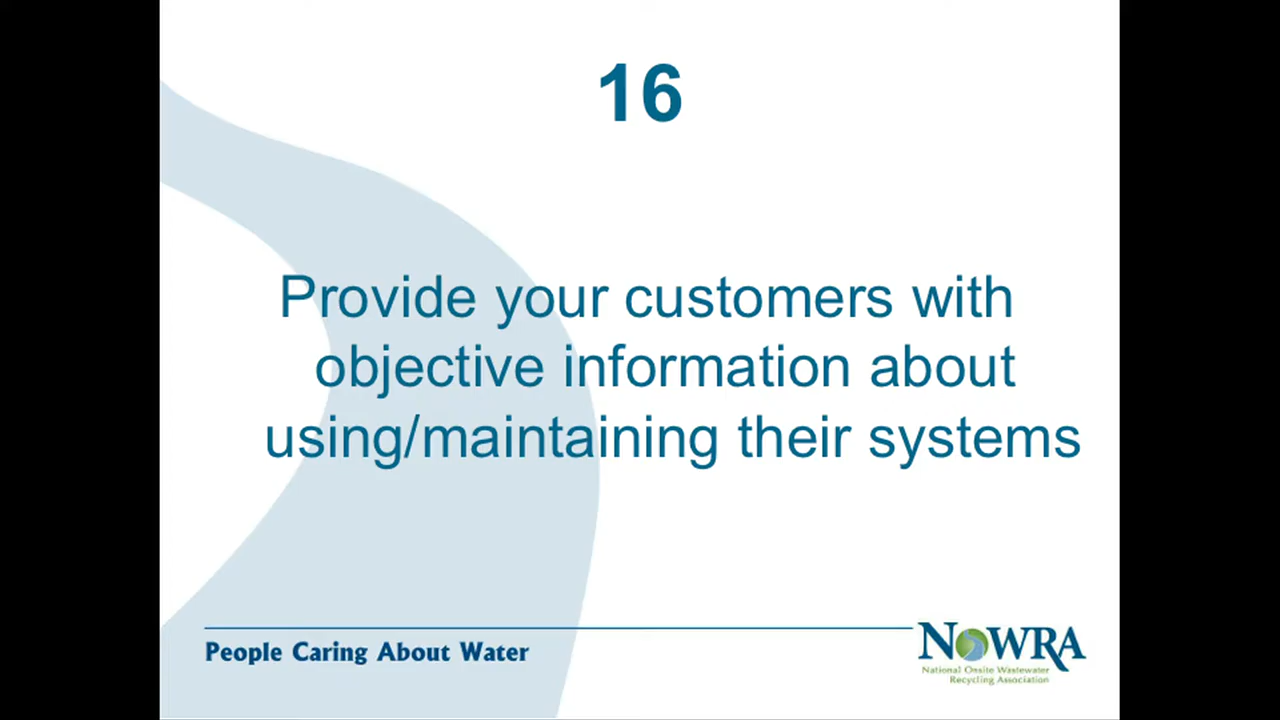 16
Provide your customers with
objective information about
using/maintaining their systems
People Caring About Water
NOWRA
National Onsite Wastewater
Recycling Association